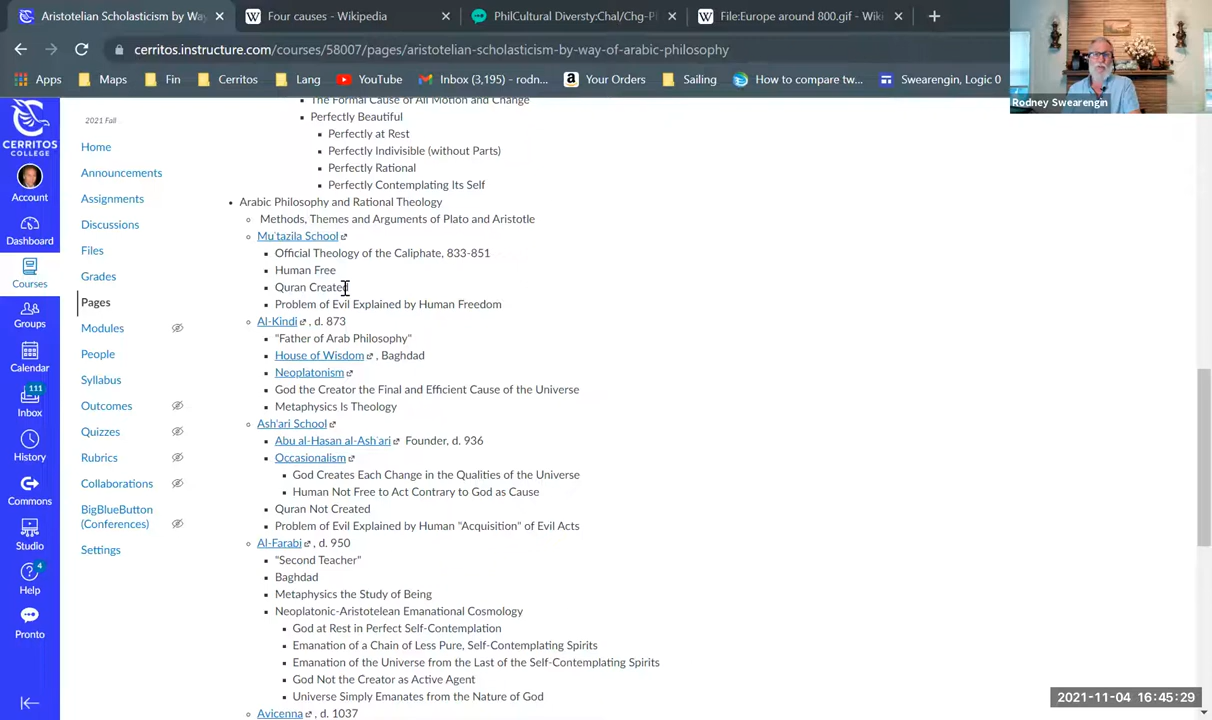 Aristotelian Scholasticism by Way
Four causes - Wikipedia
PhilCultural Diversty:Chal/Chg-P
File:Europe around 800.gif - Wiki
cerritos.instructure.com/courses/58007/pages/aristotelian-scholasticism-by-way-of-arabic-philosophy
Apps
Maps
Fin
Cerritos
Lang
YouTube
Inbox (3,195) - rodn...
Your Orders
Sailing
How to compare tw...
Swearengin, Logic 0
Rodney Swearengin
CERRITOS
COLLEGE
Account
Dashboard
Courses
Groups
Calendar
111
Inbox
History
Commons
Studio
4
Help
Pronto
2021 Fall
Home
Announcements
Assignments
Discussions
Files
Grades
Pages
Modules
People
Syllabus
Outcomes
Quizzes
Rubrics
Collaborations
BigBlueButton
(Conferences)
Settings
The Formal Cause of All Motion and Change
Perfectly Beautiful
Perfectly at Rest
Perfectly Indivisible (without Parts)
Perfectly Rational
Perfectly Contemplating Its Self
Arabic Philosophy and Rational Theology
Methods, Themes and Arguments of Plato and Aristotle
Muʿtazila School
Official Theology of the Caliphate, 833-851
Human Free
Quran Created
Problem of Evil Explained by Human Freedom
Al-Kindi , d. 873
"Father of Arab Philosophy"
House of Wisdom , Baghdad
Neoplatonism
God the Creator the Final and Efficient Cause of the Universe
Metaphysics Is Theology
Ash'ari School
Abu al-Hasan al-Ashʿari Founder, d. 936
Occasionalism
God Creates Each Change in the Qualities of the Universe
Human Not Free to Act Contrary to God as Cause
Quran Not Created
Problem of Evil Explained by Human "Acquisition" of Evil Acts
Al-Farabi , d. 950
"Second Teacher"
Baghdad
Metaphysics the Study of Being
Neoplatonic-Aristotelean Emanational Cosmology
God at Rest in Perfect Self-Contemplation
Emanation of a Chain of Less Pure, Self-Contemplating Spirits
Emanation of the Universe from the Last of the Self-Contemplating Spirits
God Not the Creator as Active Agent
Universe Simply Emanates from the Nature of God
Avicenna , d. 1037
2021-11-04 16:45:29